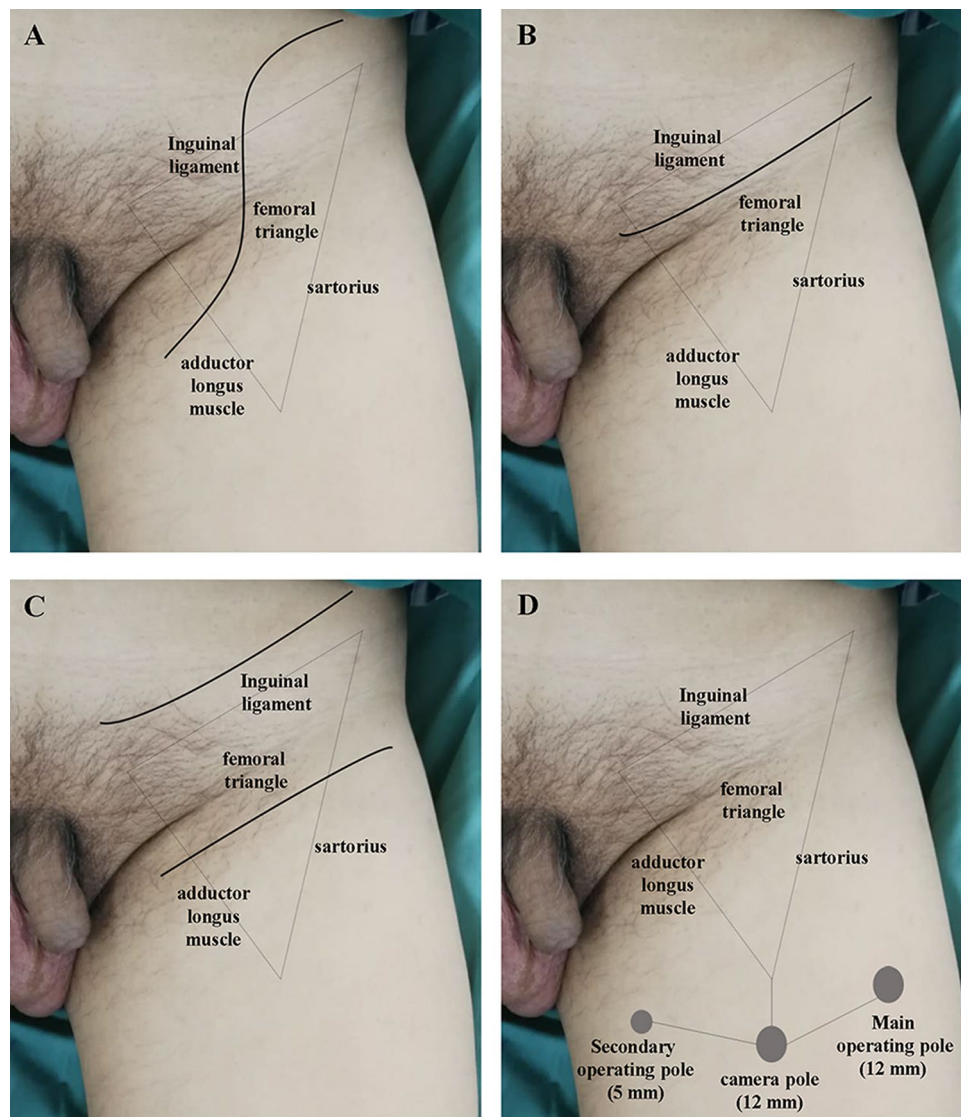 A
Inguinal
ligament
femoral
triangle
sartorius
adductor
longus
muscle
B
Inguinal
ligament
femoral
triangle
sartorius
adductor
longus
muscle
C
Inguinal
ligament
femoral
triangle
sartorius
adductor
longus
muscle
D
Inguinal
ligament
femoral
triangle
sartorius
adductor
longus
muscle
Secondary
operating pole
(5 mm)
camera pole
(12 mm)
Main
operating pole
(12 mm)